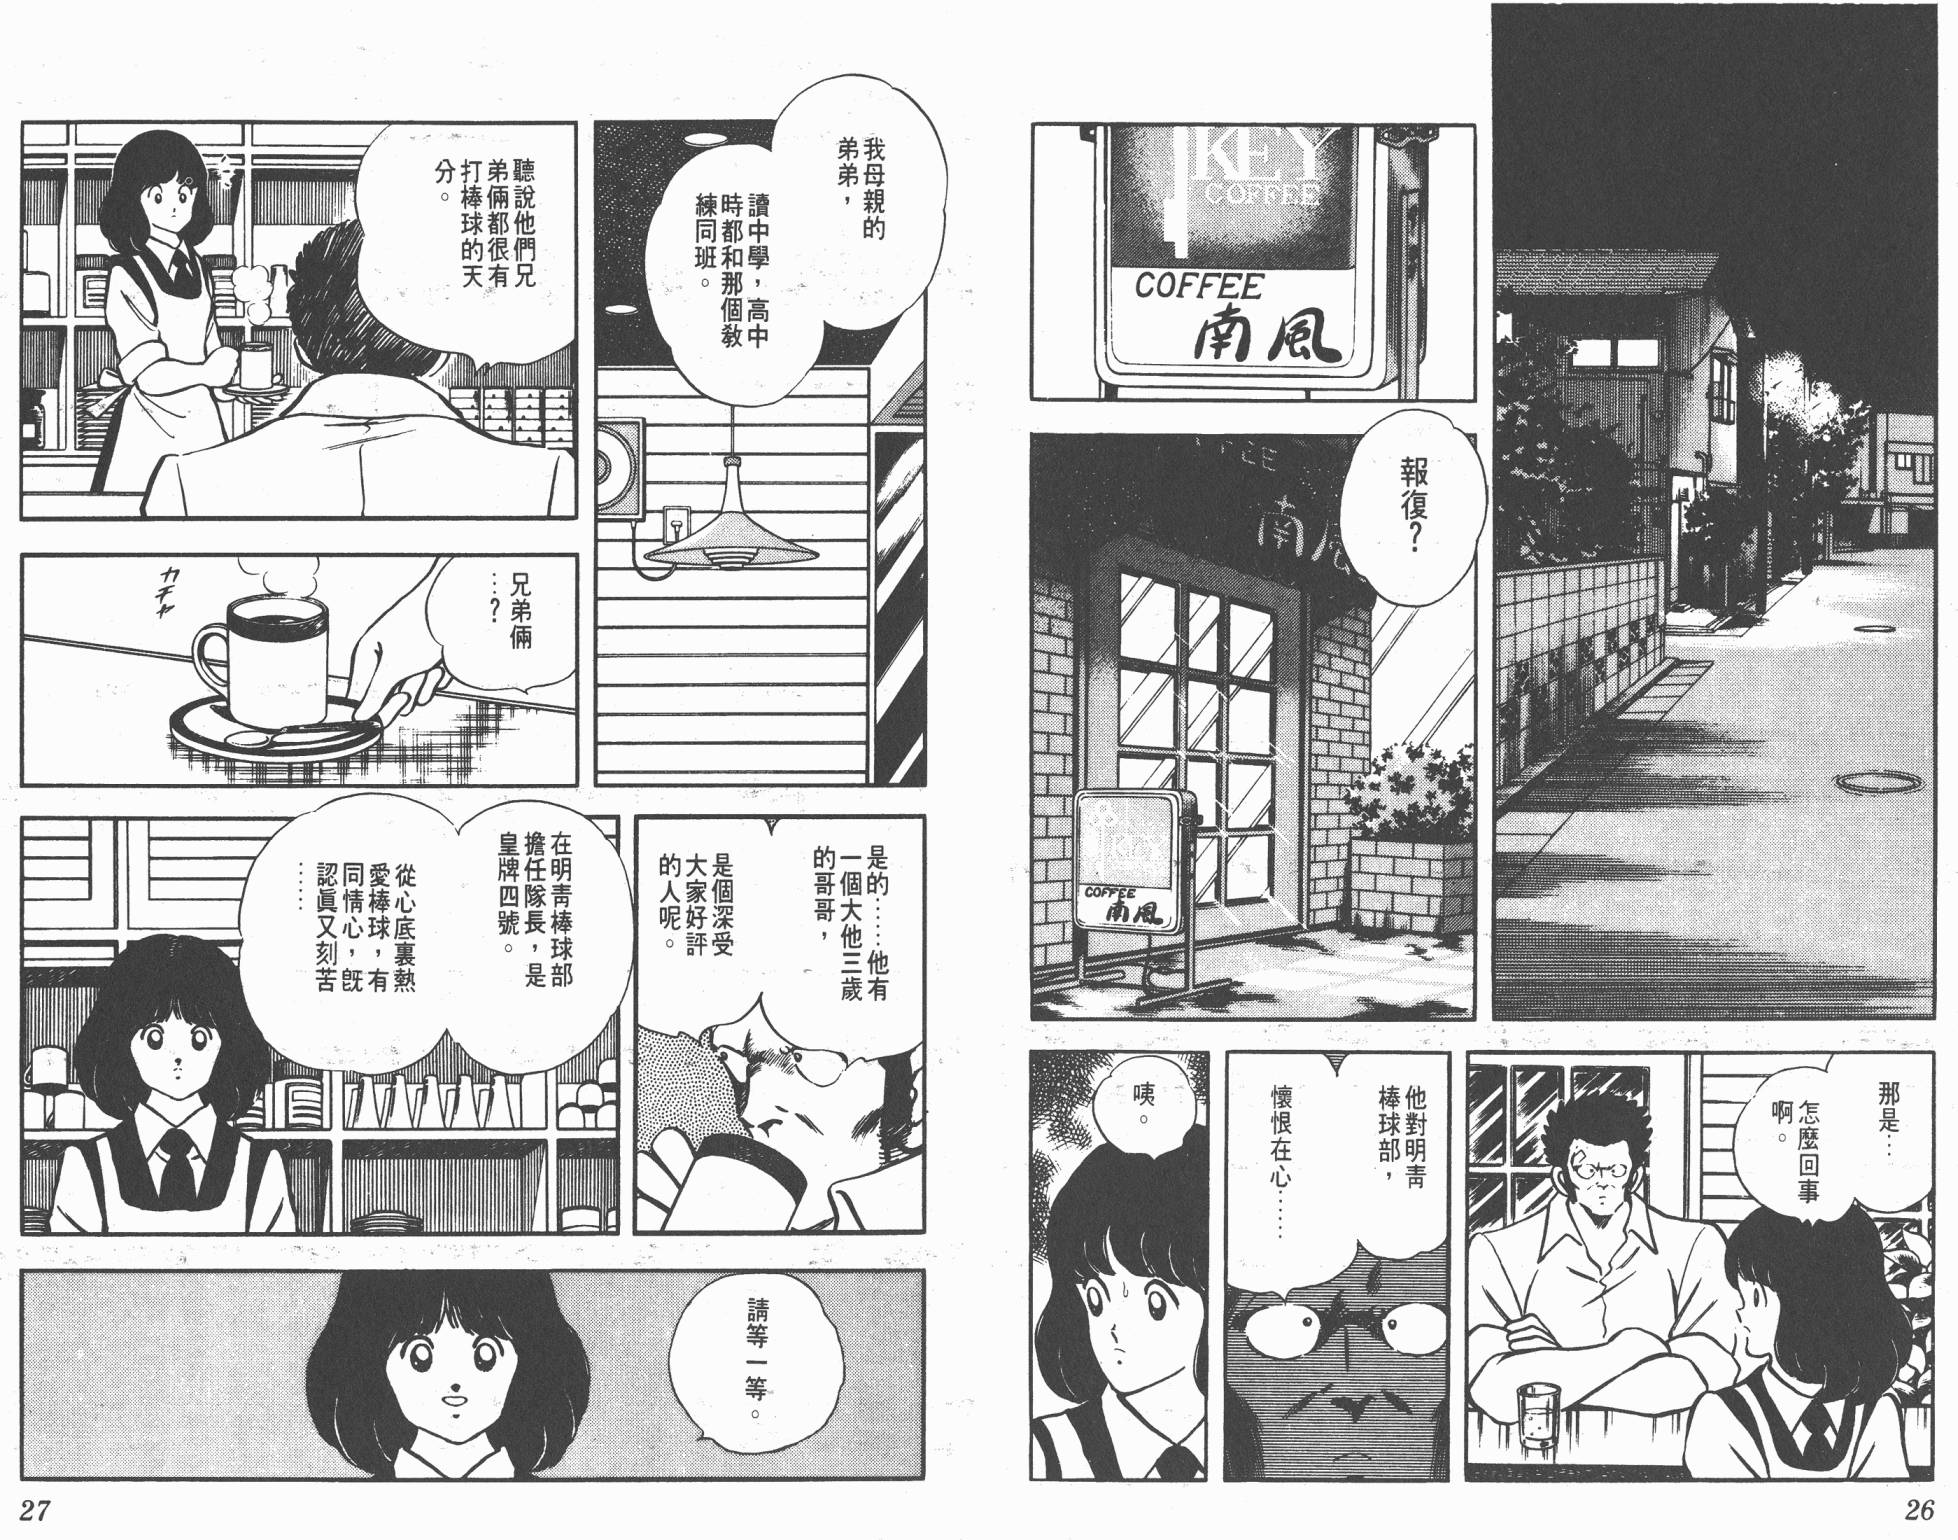 KEY
COFFEE
COFFEE
南風
報復？
南風
KEY
COFFEE
南風
那是…
怎麼回事
啊。
他對明青
棒球部，
懷恨在心……
咦。
26
我母親的
弟弟，
讀中學，高中
時都和那個教
練同班。
聽說他們兄
弟倆都很有
打棒球的天
分。
兄弟倆
…？
カチャ
是的……他有
一個大他三歲
的哥哥，
是個深受
大家好評
的人呢。
在明青棒球部
擔任隊長，是
皇牌四號。
從心底裏熱
愛棒球，有
同情心，既
認眞又刻苦
……
請等一等。
27